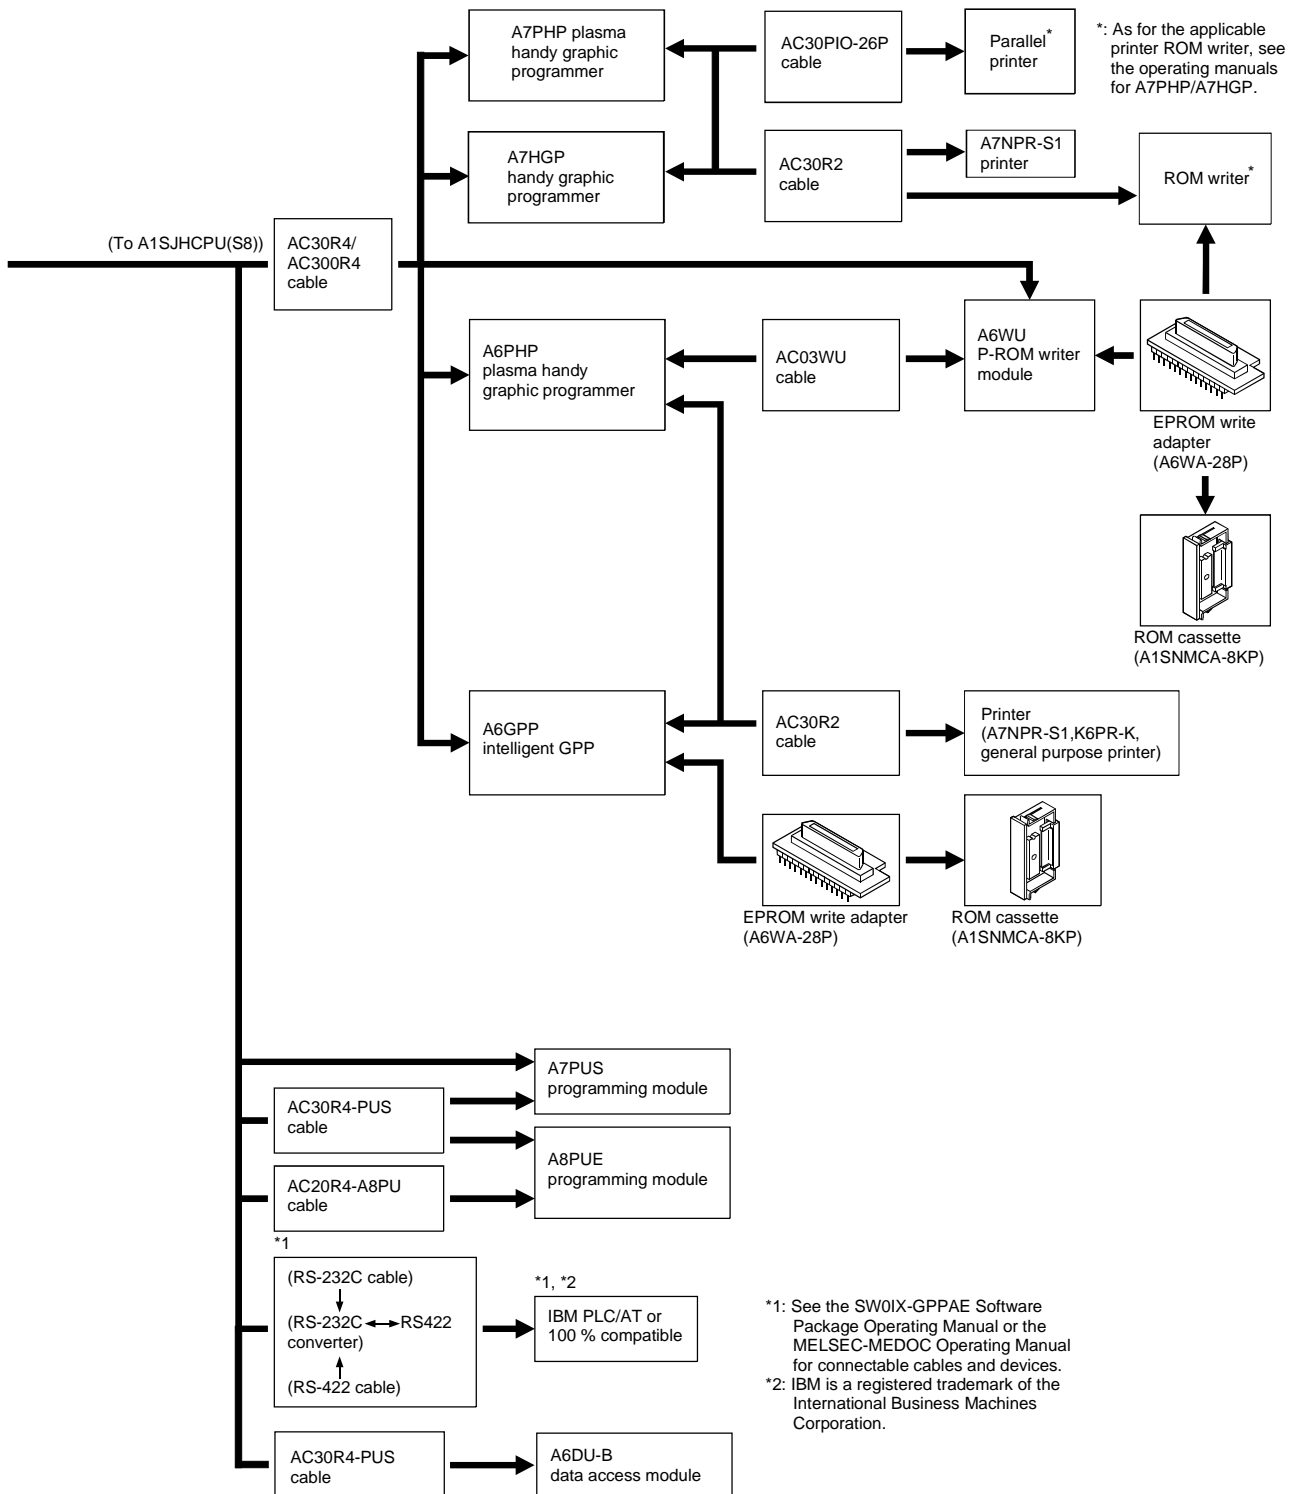 A7PHP plasma
handy graphic
programmer
AC30PIO-26P
cable
Parallel*
printer
*: As for the applicable
printer ROM writer, see
the operating manuals
for A7PHP/A7HGP.
A7HGP
handy graphic
programmer
AC30R2
cable
A7NPR-S1
printer
ROM writer*
(To A1SJHCPU(S8))
AC30R4/
AC300R4
cable
A6PHP
plasma handy
graphic programmer
AC03WU
cable
A6WU
P-ROM writer
module
EPROM write
adapter
(A6WA-28P)
ROM cassette
(A1SNMCA-8KP)
A6GPP
intelligent GPP
AC30R2
cable
Printer
(A7NPR-S1,K6PR-K,
general purpose printer)
EPROM write adapter
(A6WA-28P)
ROM cassette
(A1SNMCA-8KP)
A7PUS
programming module
AC30R4-PUS
cable
A8PUE
programming module
AC20R4-A8PU
cable
*1
(RS-232C cable)
(RS-232C ↔ RS422
converter)
(RS-422 cable)
*1, *2
IBM PLC/AT or
100 % compatible
*1: See the SW0IX-GPPAE Software
Package Operating Manual or the
MELSEC-MEDOC Operating Manual
for connectable cables and devices.
*2: IBM is a registered trademark of the
International Business Machines
Corporation.
AC30R4-PUS
cable
A6DU-B
data access module